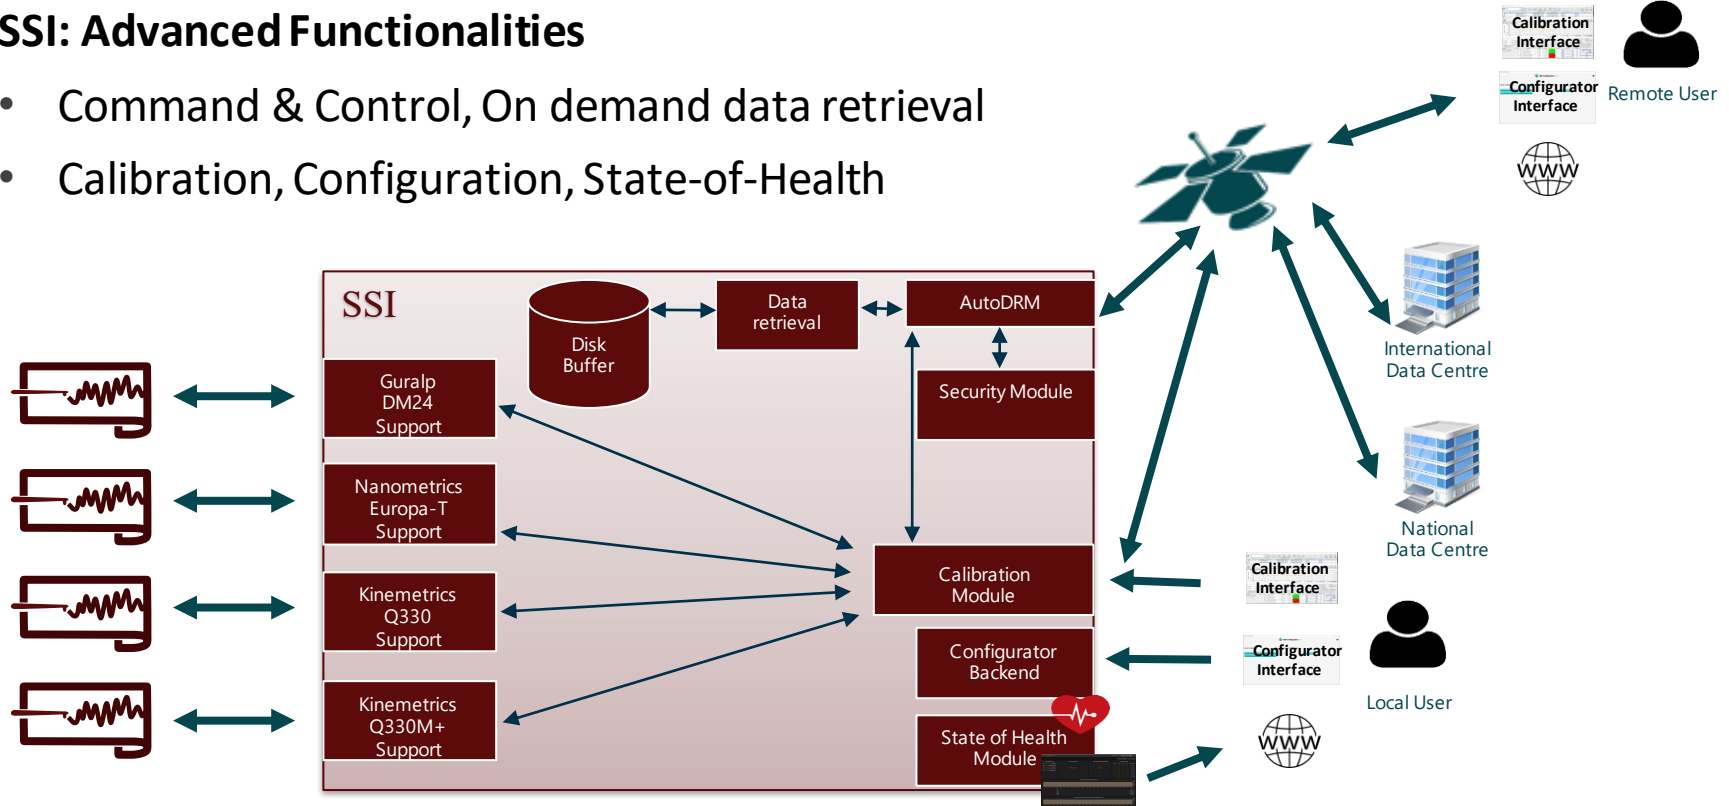 SSI: Advanced Functionalities
• Command & Control, On demand data retrieval
• Calibration, Configuration, State-of-Health
Calibration
Interface
Configurator
Interface
Remote User
WWW
SSI
Disk
Buffer
Data
retrieval
AutoDRM
Security Module
Guralp
DM24
Support
Nanometrics
Europa-T
Support
Kinemetrics
Q330
Support
Kinemetrics
Q330M+
Support
Calibration
Module
Configurator
Backend
State of Health
Module
International
Data Centre
National
Data Centre
Calibration
Interface
Configurator
Interface
Local User
WWW